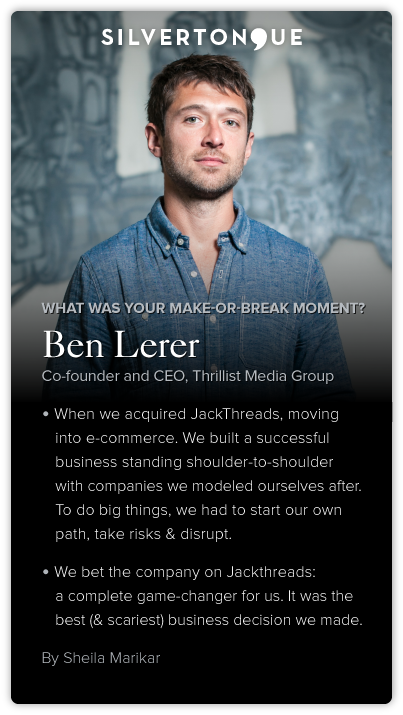 SILVERTONGUE
WHAT WAS YOUR MAKE-OR-BREAK MOMENT?
Ben Lerer
Co-founder and CEO, Thrillist Media Group
• When we acquired JackThreads, moving
into e-commerce. We built a successful
business standing shoulder-to-shoulder
with companies we modeled ourselves after.
To do big things, we had to start our own
path, take risks & disrupt.
• We bet the company on Jackthreads:
a complete game-changer for us. It was the
best (& scariest) business decision we made.
By Sheila Marikar